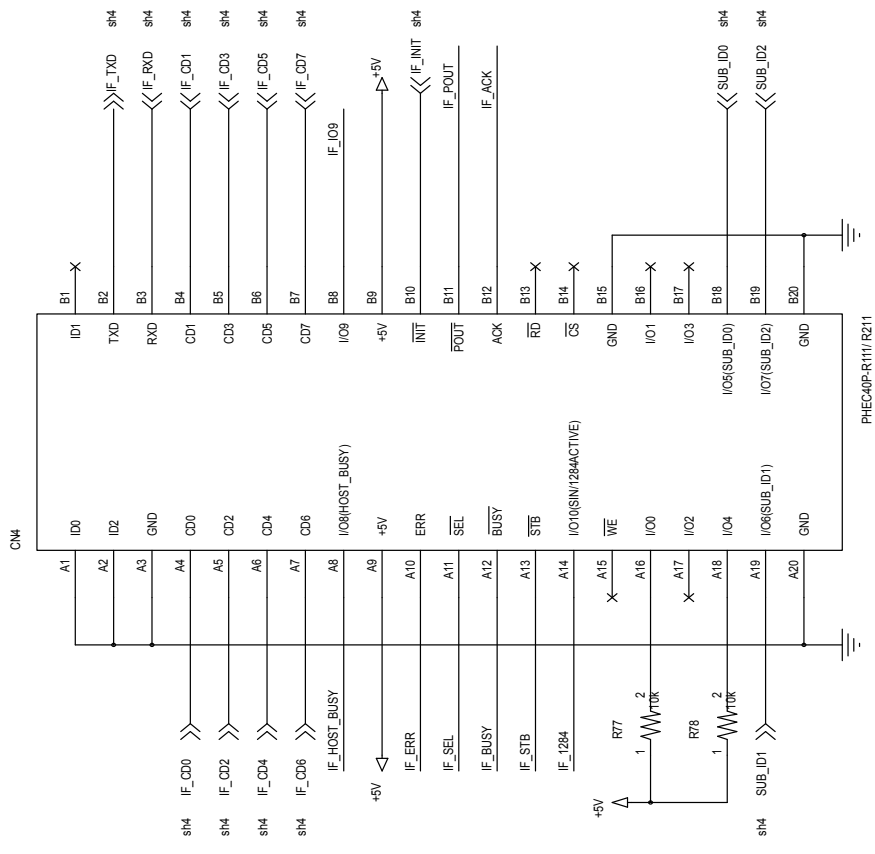 CN4
A1 ID0 ID1 B1
A2 ID2 TXD B2 IF_TXD sh4
A3 GND RXD B3 IF_RXD sh4
sh4 IF_CD0 A4 CD0 CD1 B4 IF_CD1 sh4
sh4 IF_CD2 A5 CD2 CD3 B5 IF_CD3 sh4
sh4 IF_CD4 A6 CD4 CD5 B6 IF_CD5 sh4
sh4 IF_CD6 A7 CD6 CD7 B7 IF_CD7 sh4
IF_HOST_BUSY A8 I/O8(HOST_BUSY) I/O9 B8 IF_IO9
+5V A9 +5V +5V B9 +5V
IF_ERR A10 ERR INIT B10 IF_INIT sh4
IF_SEL A11 SEL POUT B11 IF_POUT
IF_BUSY A12 BUSY ACK B12 IF_ACK
IF_STB A13 STB RD B13
IF_1284 A14 I/O10(SIN/1284ACTIVE) CS B14
A15 WE GND B15
R77 1 2 10k A16 I/O0 I/O1 B16
+5V A17 I/O2 I/O3 B17
R78 1 2 10k A18 I/O4 I/O5(SUB_ID0) B18 SUB_ID0 sh4
sh4 SUB_ID1 A19 I/O6(SUB_ID1) I/O7(SUB_ID2) B19 SUB_ID2 sh4
A20 GND GND B20
PHEC40P-R111/ R211